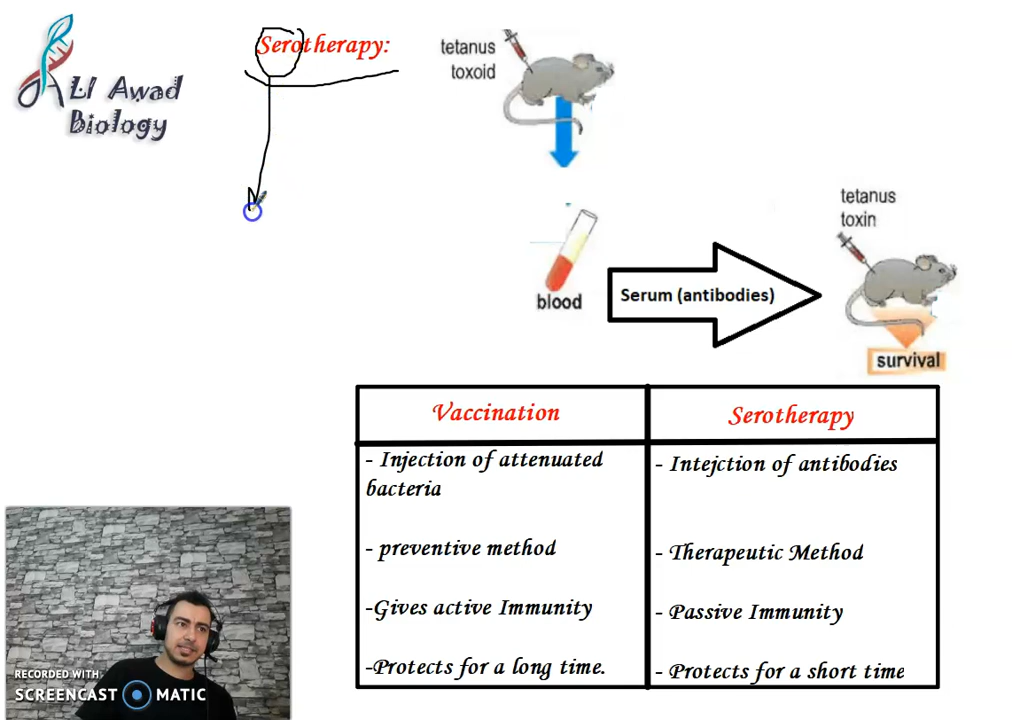 ALI Awad
Biology
Serotherapy:
tetanus
toxoid
tetanus
toxin
blood
Serum (antibodies)
survival
Vaccination
Serotherapy
- Injection of attenuated
bacteria
- Intejction of antibodies
- preventive method
- Therapeutic Method
-Gives active Immunity
- Passive Immunity
-Protects for a long time.
- Protects for a short time
RECORDED WITH
SCREENCAST MATIC